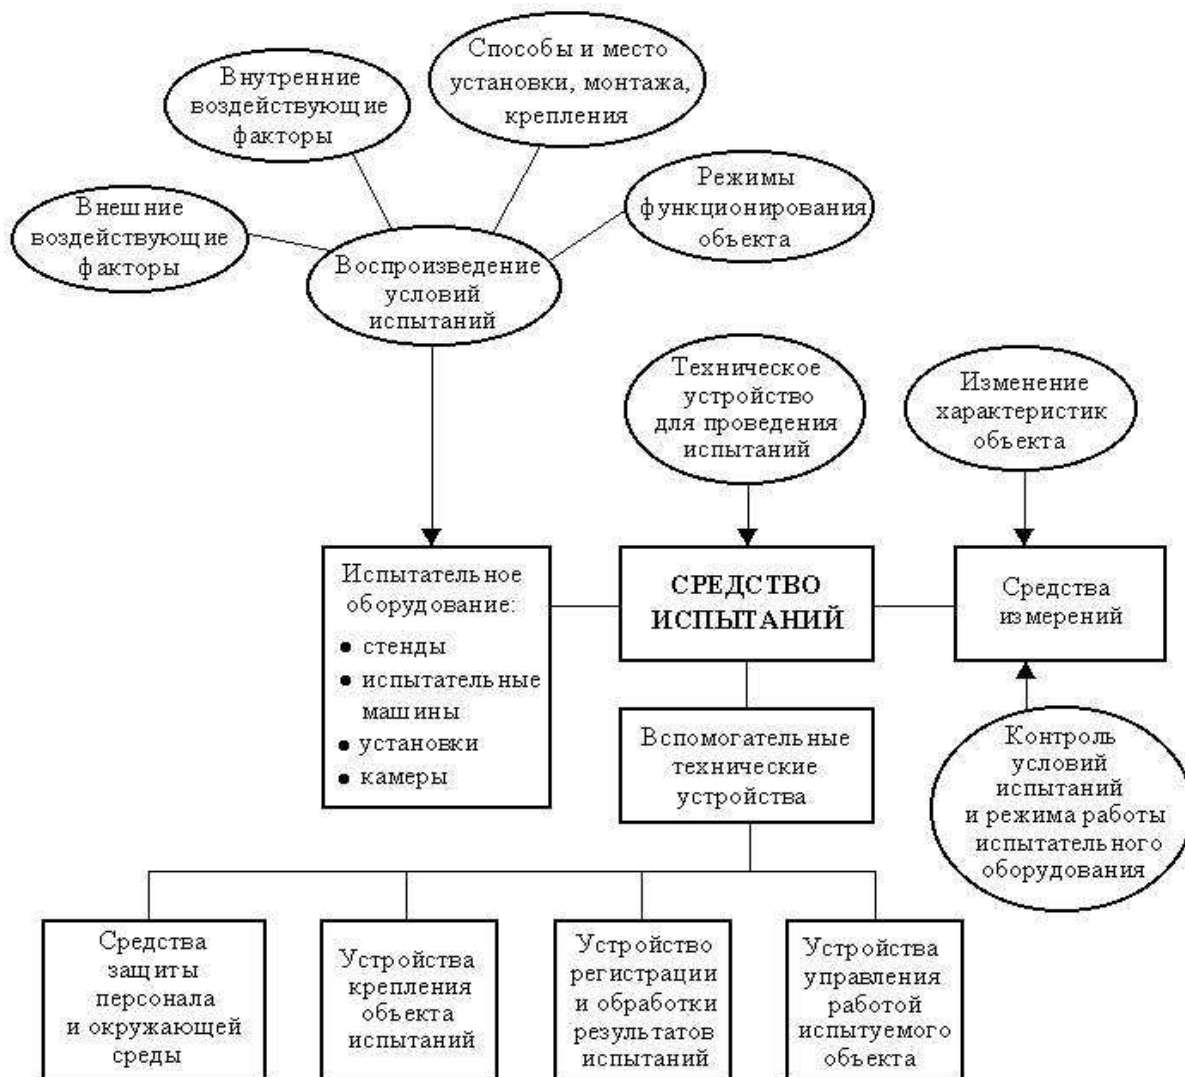 Способы и место
установки, монтажа,
крепления
Внутренние
воздействующие
факторы
Режимы
функционирования
объекта
Внешние
воздействующие
факторы
Воспроизведение
условий
испытаний
Техническое
устройство
для проведения
испытаний
Изменение
характеристик
объекта
Испытательное
оборудование:
• стенды
• испытательные
машины
• установки
• камеры
СРЕДСТВО
ИСПЫТАНИЙ
Средства
измерений
Вспомогательные
технические
устройства
Контроль
условий
испытаний
и режима работы
испытательного
оборудования
Средства
защиты
персонала
и окружающей
среды
Устройства
крепления
объекта
испытаний
Устройство
регистрации
и обработки
результатов
испытаний
Устройства
управления
работой
испытуемого
объекта